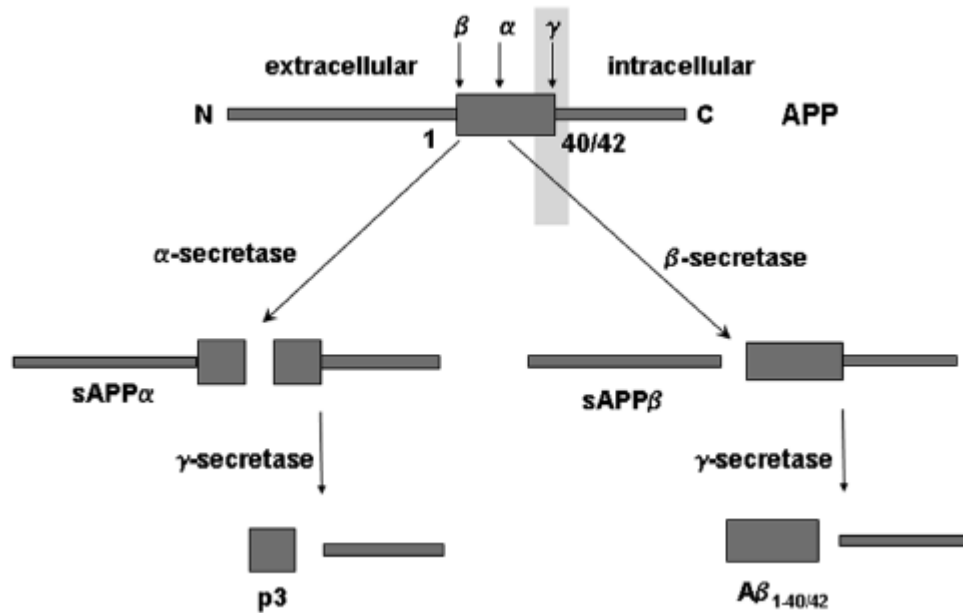 β α γ
extracellular intracellular
N C APP
1 40/42
α-secretase β-secretase
sAPPα sAPPβ
γ-secretase γ-secretase
p3 Aβ1-40/42